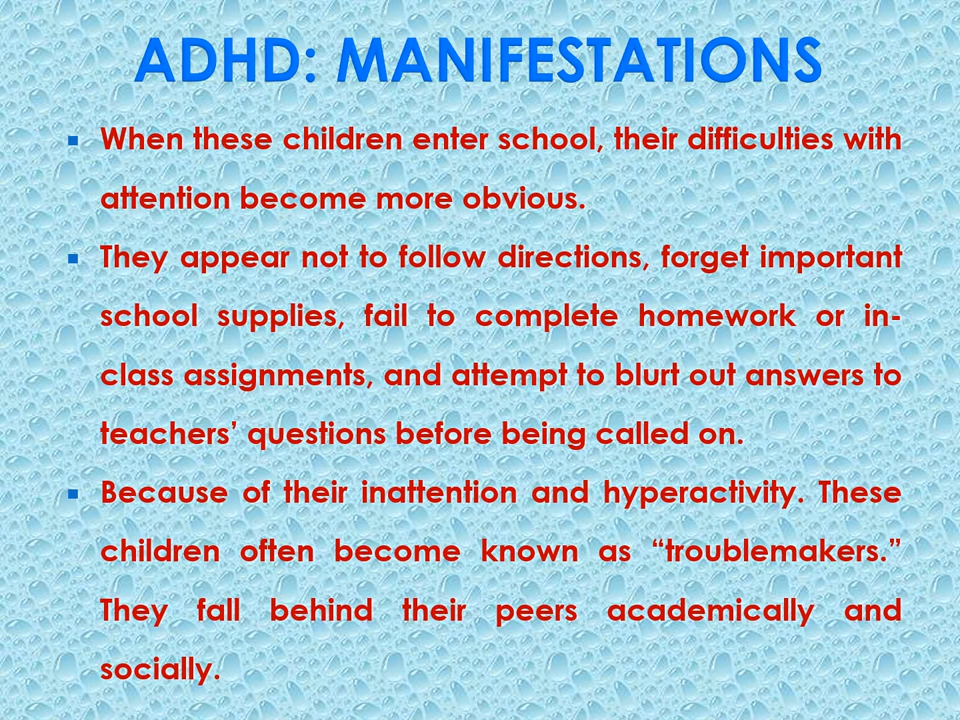 ADHD: MANIFESTATIONS
▪ When these children enter school, their difficulties with
attention become more obvious.
▪ They appear not to follow directions, forget important
school supplies, fail to complete homework or in-
class assignments, and attempt to blurt out answers to
teachers’ questions before being called on.
▪ Because of their inattention and hyperactivity. These
children often become known as “troublemakers.”
They fall behind their peers academically and
socially.